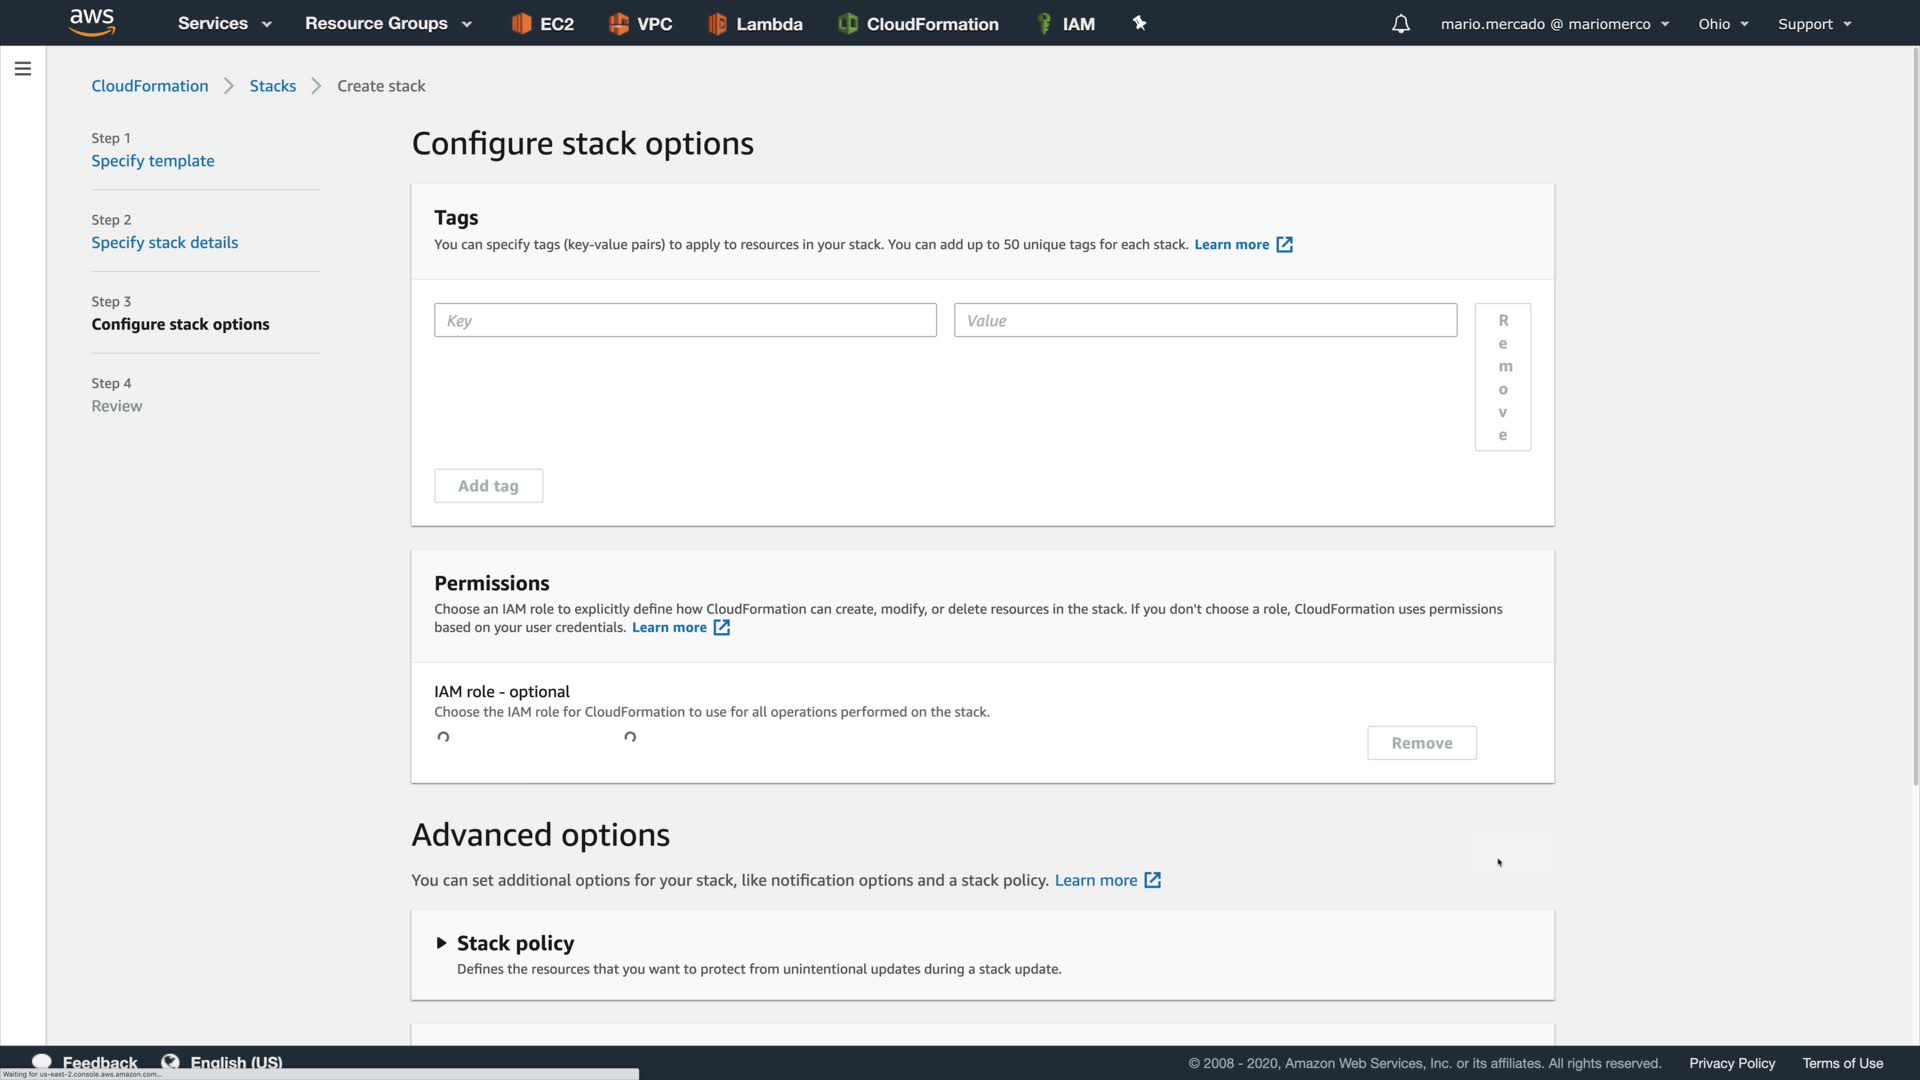 aws Services Resource Groups EC2 VPC Lambda CloudFormation IAM mario.mercado @ mariomerco Ohio Support
CloudFormation Stacks Create stack
Step 1
Specify template
Step 2
Specify stack details
Step 3
Configure stack options
Step 4
Review
Configure stack options
Tags
You can specify tags (key-value pairs) to apply to resources in your stack. You can add up to 50 unique tags for each stack. Learn more
Key Value Remove
Add tag
Permissions
Choose an IAM role to explicitly define how CloudFormation can create, modify, or delete resources in the stack. If you don't choose a role, CloudFormation uses permissions
based on your user credentials. Learn more
IAM role - optional
Choose the IAM role for CloudFormation to use for all operations performed on the stack.
Remove
Advanced options
You can set additional options for your stack, like notification options and a stack policy. Learn more
Stack policy
Defines the resources that you want to protect from unintentional updates during a stack update.
Feedback English (US) © 2008 - 2020, Amazon Web Services, Inc. or its affiliates. All rights reserved. Privacy Policy Terms of Use
Waiting for us-east-2.console.aws.amazon.com...